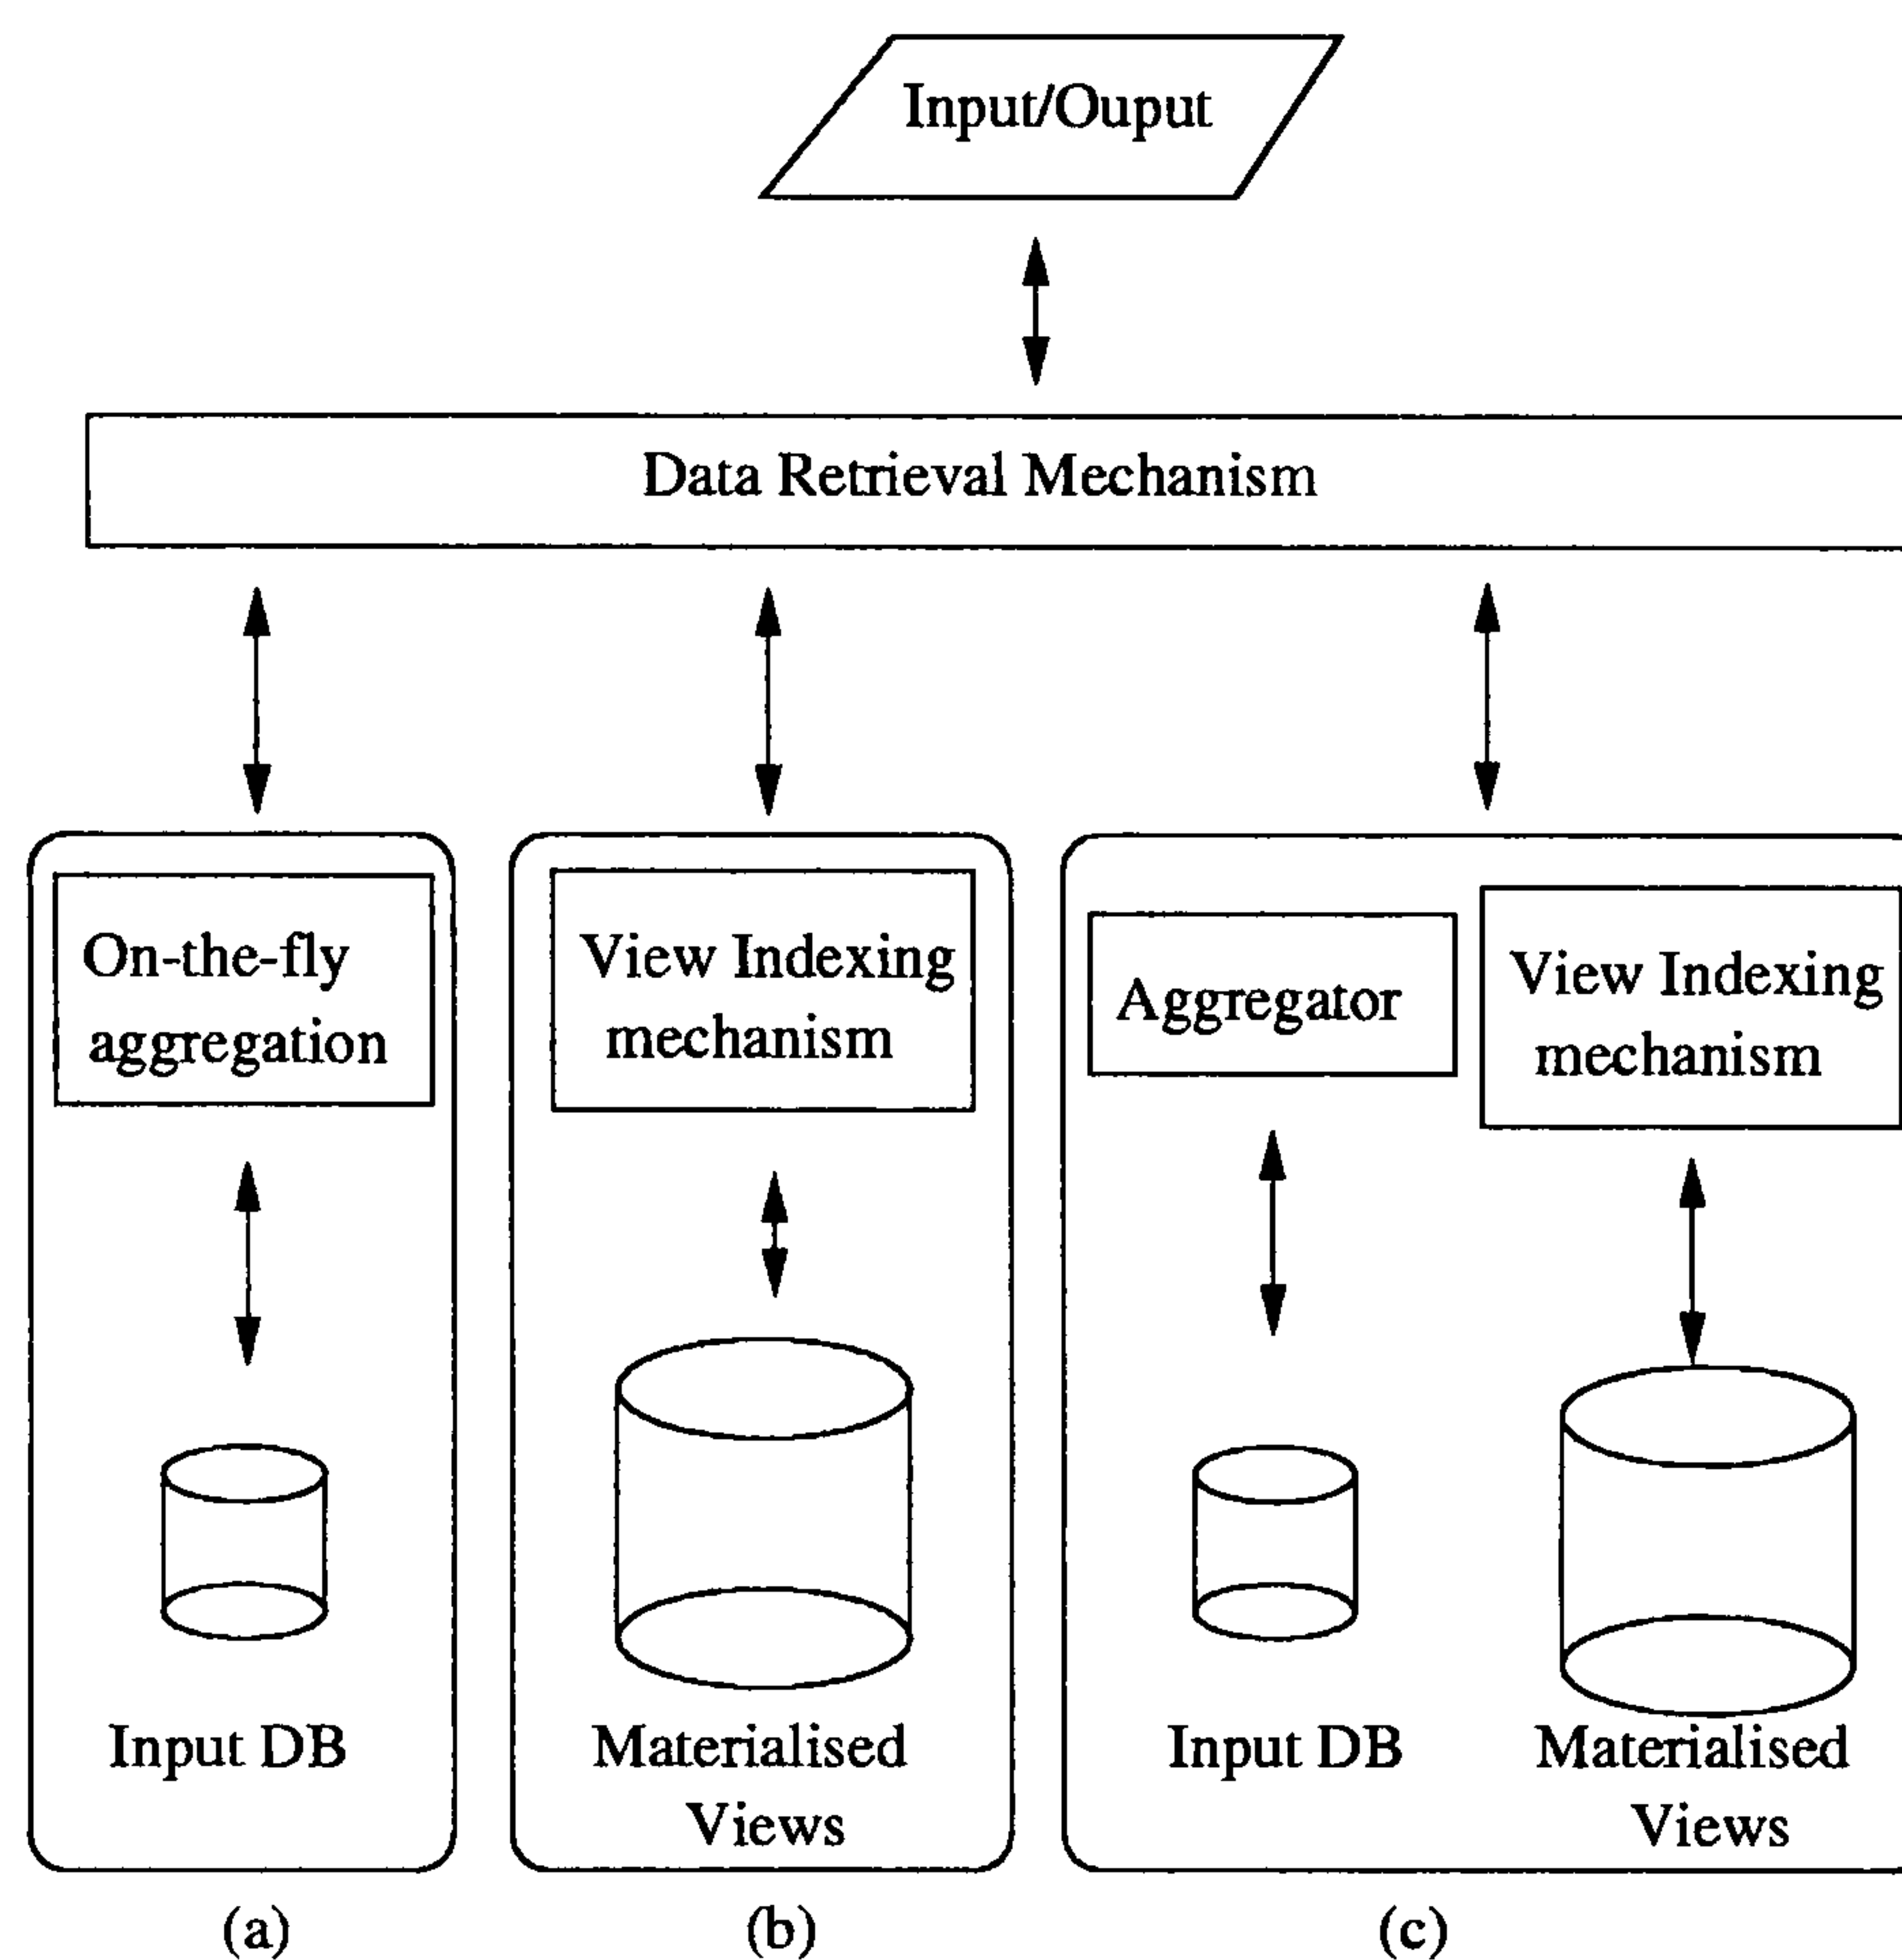 Input/Ouput
Data Retrieval Mechanism
On-the-fly
aggregation
Input DB
(a)
View Indexing
mechanism
Materialised
Views
(b)
Aggregator
Input DB
View Indexing
mechanism
Materialised
Views
(c)